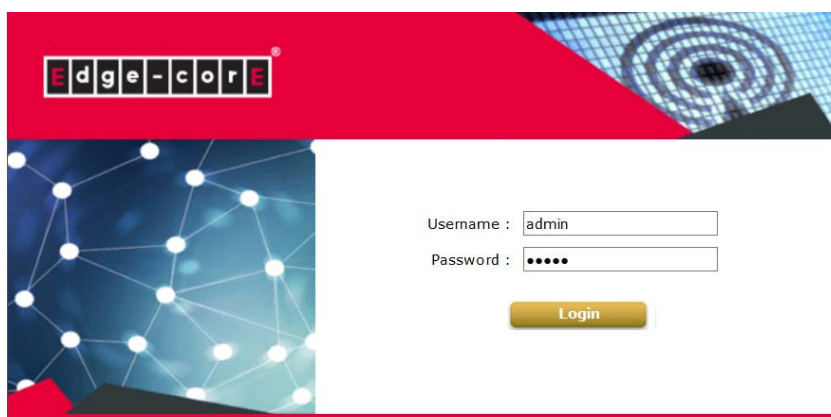 Edge-corE®
Username : admin
Password : •••••
Login